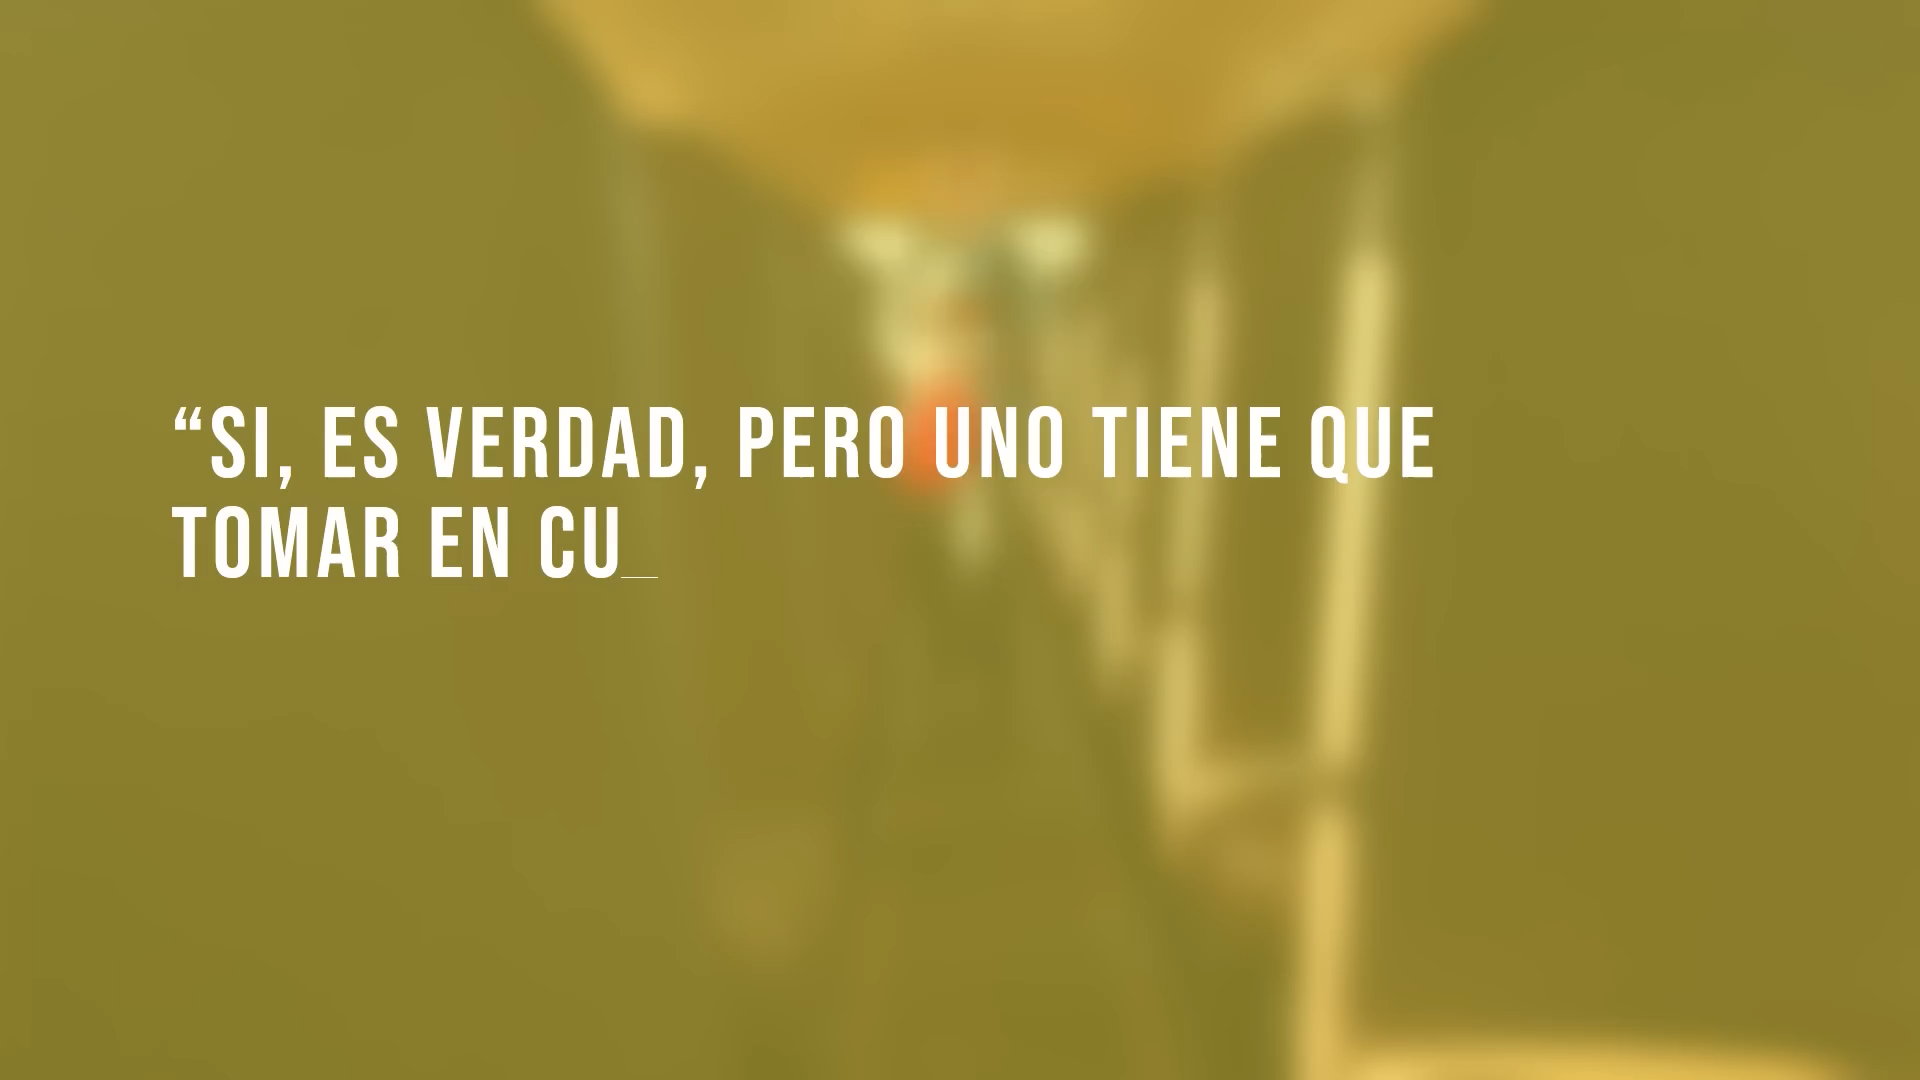 “SI, ES VERDAD, PERO UNO TIENE QUE
TOMAR EN CU_